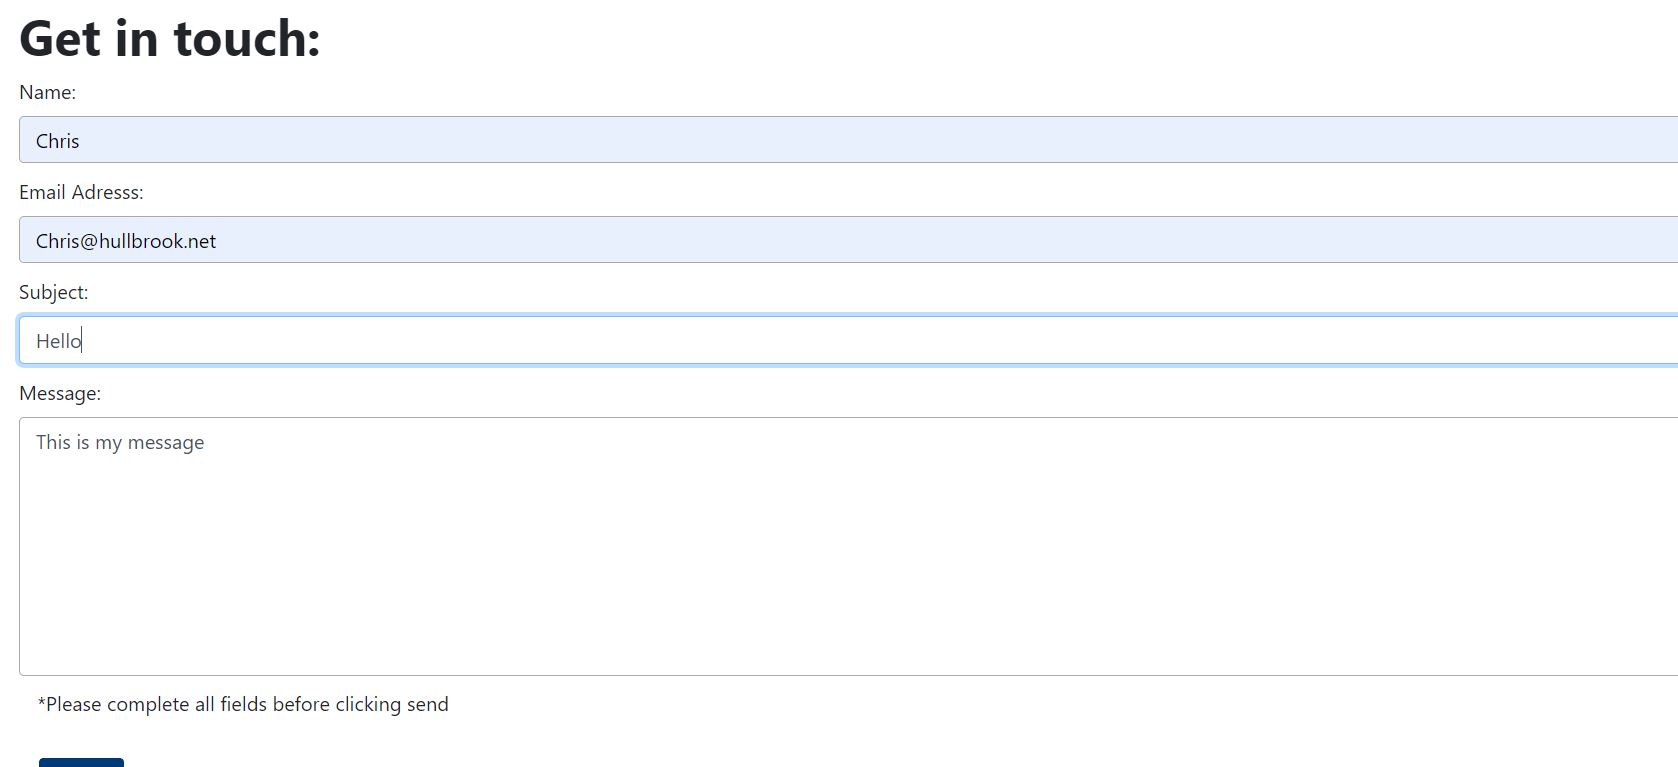 Get in touch:
Name:
Chris
Email Adresss:
Chris@hullbrook.net
Subject:
Hello
Message:
This is my message
*Please complete all fields before clicking send